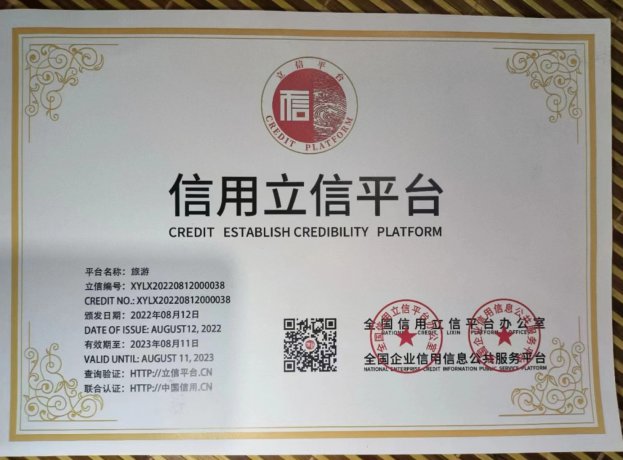 立信平台
信
CREDIT PLATFORM
信用立信平台
CREDIT ESTABLISH CREDIBILITY PLATFORM
平台名称：旅游
立信编号：XYLX20220812000038
CREDIT NO.: XYLX20220812000038
颁发日期：2022年08月12日
DATE OF ISSUE: AUGUST12, 2022
有效期至：2023年08月11日
VALID UNTIL: AUGUST 11, 2023
查询验证：HTTP://立信平台.CN
联合认证：HTTP://中国信用.CN
全国信用立信平台办公室
NATIONAL CREDIT LIXIN PLATFORM OFFICE
全国企业信用信息公共服务平台
NATIONAL ENTERPRISE CREDIT INFORMATION PUBLIC SERVICE PLATFORM